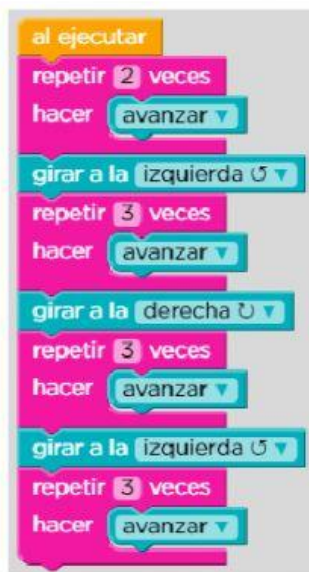 al ejecutar
repetir 2 veces
hacer avanzar
girar a la izquierda ↺
repetir 3 veces
hacer avanzar
girar a la derecha ↻
repetir 3 veces
hacer avanzar
girar a la izquierda ↺
repetir 3 veces
hacer avanzar